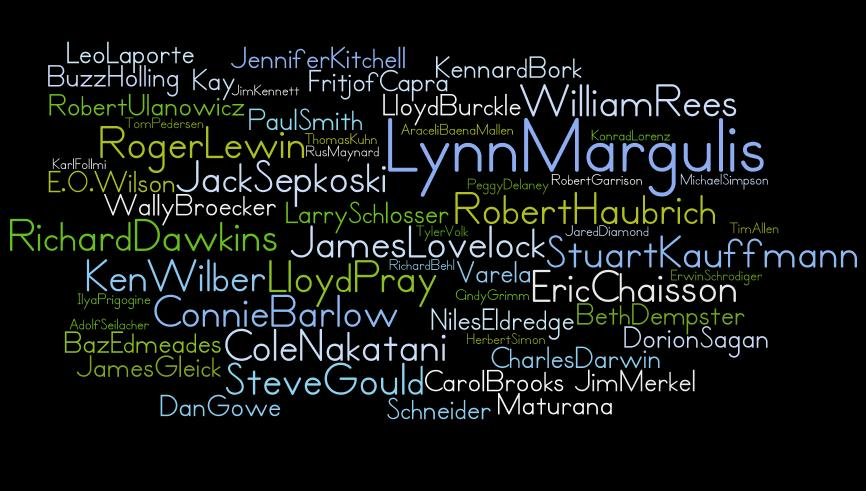 LeoLaporte
JenniferKitchell
KennardBork
BuzzHolling
Kay
JimKennett
FritjofCapra
RobertUlanowicz
LloydBurckle
WilliamRees
TomPedersen
PaulSmith
AraceliBaenaMallen
KonradLorenz
RogerLewin
ThomasKuhn
RusMaynard
LynnMargulis
KarlFollmi
E.O.Wilson
JackSepkoski
PeggyDelaney
RobertGarrison
MichaelSimpson
WallyBroecker
LarrySchlosser
RobertHaubrich
RichardDawkins
TylerVolk
JaredDiamond
TimAllen
JamesLovelock
StuartKauffmann
KenWilber
LloydPray
RichardBehl
Varela
ErwinSchrodiger
IlyaPrigogine
CindyGrimm
EricChaisson
ConnieBarlow
NilesEldredge
BethDempster
AdolfSeilacher
BazEdmeades
ColeNakatani
HerbertSimon
DorionSagan
JamesGleick
CharlesDarwin
SteveGould
CarolBrooks
JimMerkel
DanGowe
Schneider
Maturana